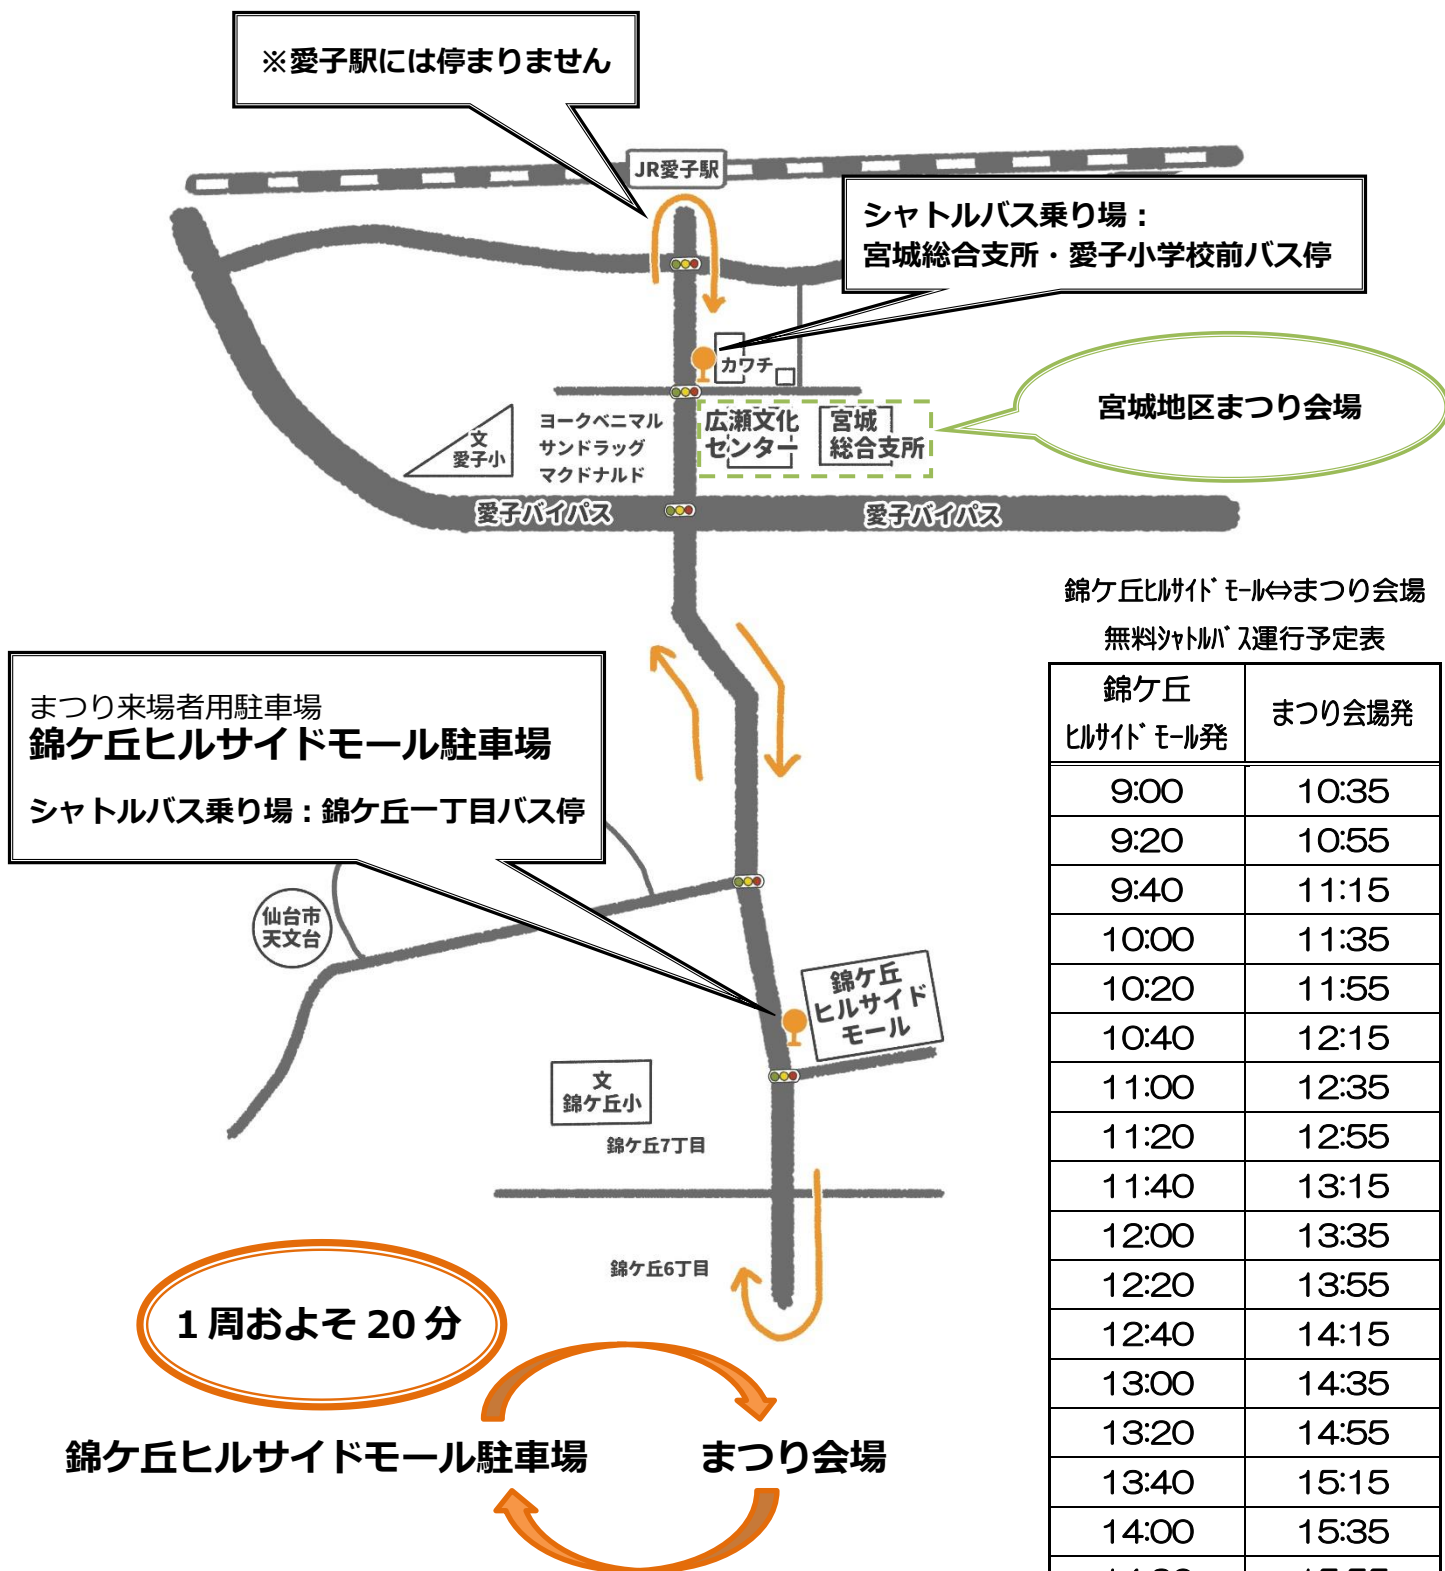 ※愛子駅には停まりません
JR愛子駅
シャトルバス乗り場：
宮城総合支所・愛子小学校前バス停
カワチ
宮城地区まつり会場
文
愛子小
ヨークベニマル
サンドラッグ
マクドナルド
広瀬文化
センター
宮城
総合支所
愛子バイパス
愛子バイパス
錦ケ丘ﾋﾙｻｲﾄﾞﾓｰﾙ⇔まつり会場
無料ｼｬﾄﾙﾊﾞｽ運行予定表
まつり来場者用駐車場
錦ケ丘ヒルサイドモール駐車場
シャトルバス乗り場：錦ケ丘一丁目バス停
仙台市
天文台
錦ケ丘
ヒルサイド
モール
文
錦ケ丘小
錦ケ丘7丁目
錦ケ丘6丁目
1周およそ20分
錦ケ丘ヒルサイドモール駐車場
まつり会場
錦ケ丘
ﾋﾙｻｲﾄﾞﾓｰﾙ発 まつり会場発
9:00 10:35
9:20 10:55
9:40 11:15
10:00 11:35
10:20 11:55
10:40 12:15
11:00 12:35
11:20 12:55
11:40 13:15
12:00 13:35
12:20 13:55
12:40 14:15
13:00 14:35
13:20 14:55
13:40 15:15
14:00 15:35